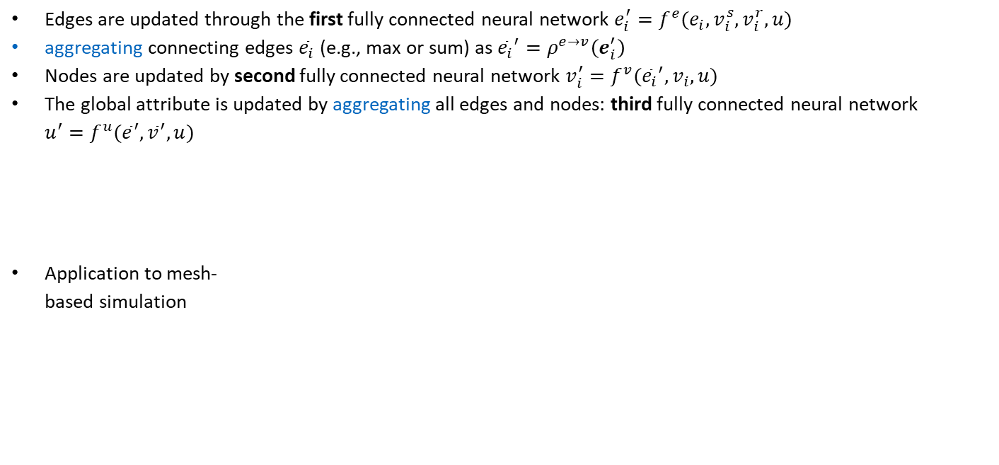 • Edges are updated through the first fully connected neural network e′ᵢ = fᵉ(eᵢ, vᵢˢ, vᵢʳ, u)
• aggregating connecting edges ēᵢ (e.g., max or sum) as ēᵢ′ = ρᵉ→ᵛ(e′ᵢ)
• Nodes are updated by second fully connected neural network v′ᵢ = fᵛ(ēᵢ′, vᵢ, u)
• The global attribute is updated by aggregating all edges and nodes: third fully connected neural network
u′ = fᵘ(ē′, v̄′, u)
• Application to mesh-
based simulation